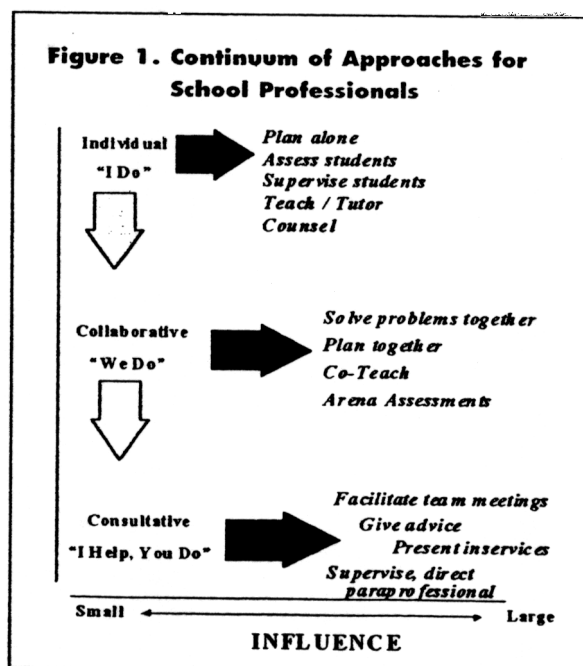 Figure 1. Continuum of Approaches for
School Professionals
Individual
"I Do"
Plan alone
Assess students
Supervise students
Teach / Tutor
Counsel
Collaborative
"We Do"
Solve problems together
Plan together
Co-Teach
Arena Assessments
Consultative
"I Help, You Do"
Facilitate team meetings
Give advice
Present inservices
Supervise, direct
paraprofessional
Small
Large
INFLUENCE